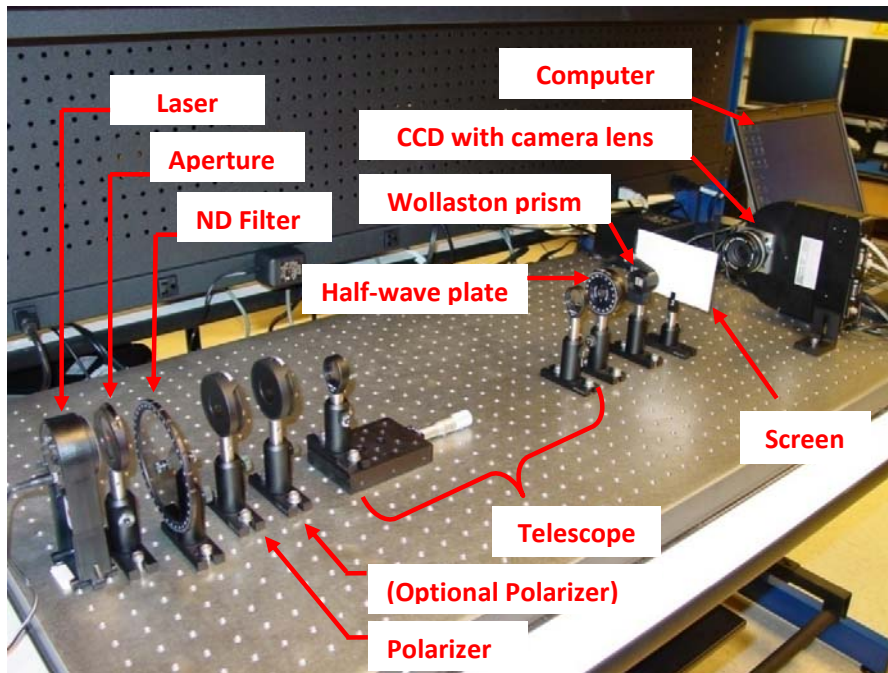 Computer
Laser
CCD with camera lens
Aperture
Wollaston prism
ND Filter
Half-wave plate
Screen
Telescope
(Optional Polarizer)
Polarizer